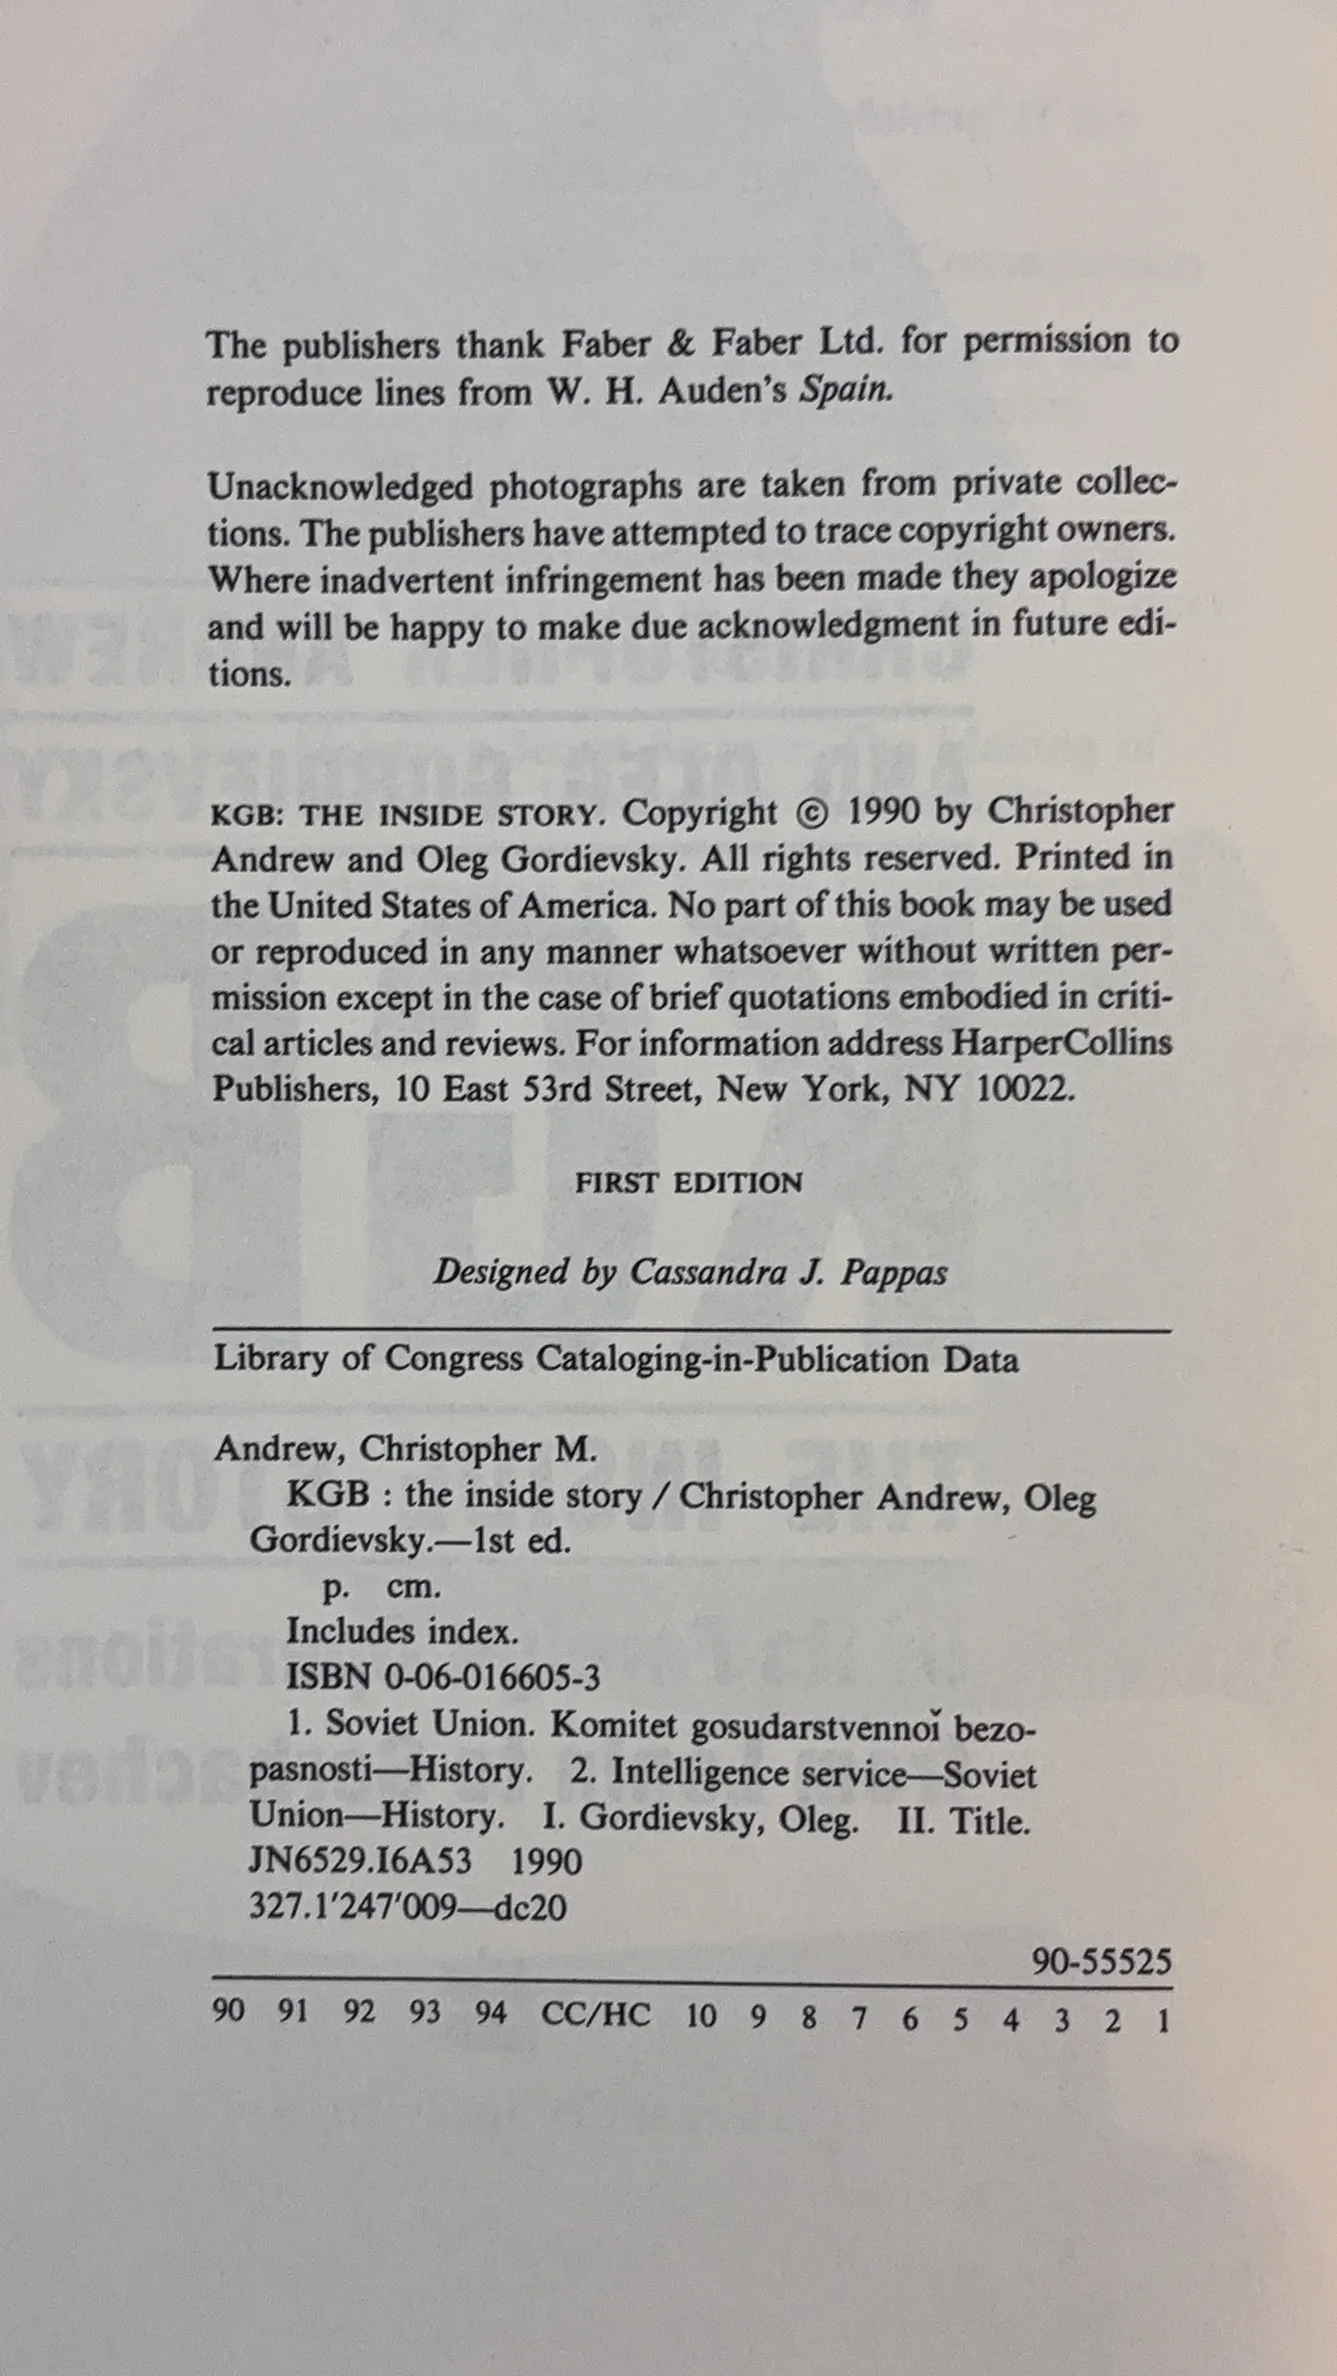 The publishers thank Faber & Faber Ltd. for permission to
reproduce lines from W. H. Auden's Spain.
Unacknowledged photographs are taken from private collec-
tions. The publishers have attempted to trace copyright owners.
Where inadvertent infringement has been made they apologize
and will be happy to make due acknowledgment in future edi-
tions.
KGB: THE INSIDE STORY. Copyright © 1990 by Christopher
Andrew and Oleg Gordievsky. All rights reserved. Printed in
the United States of America. No part of this book may be used
or reproduced in any manner whatsoever without written per-
mission except in the case of brief quotations embodied in criti-
cal articles and reviews. For information address HarperCollins
Publishers, 10 East 53rd Street, New York, NY 10022.
FIRST EDITION
Designed by Cassandra J. Pappas
Library of Congress Cataloging-in-Publication Data
Andrew, Christopher M.
KGB : the inside story / Christopher Andrew, Oleg
Gordievsky.—1st ed.
p. cm.
Includes index.
ISBN 0-06-016605-3
1. Soviet Union. Komitet gosudarstvennoĭ bezo-
pasnosti—History. 2. Intelligence service—Soviet
Union—History. I. Gordievsky, Oleg. II. Title.
JN6529.I6A53 1990
327.1′247′009—dc20
90-55525
90 91 92 93 94 CC/HC 10 9 8 7 6 5 4 3 2 1